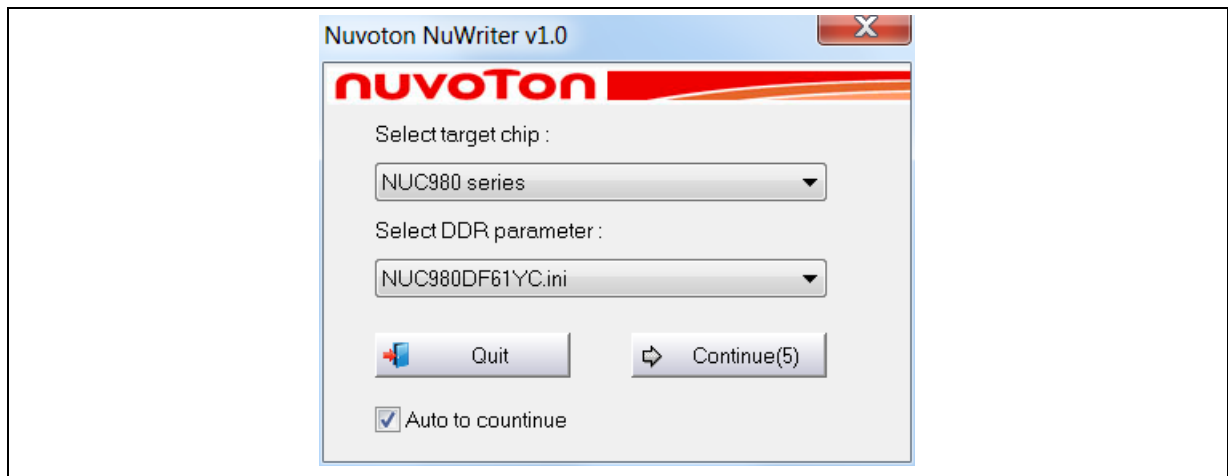 Nuvoton NuWriter v1.0
nuvoTon
Select target chip :
NUC980 series
Select DDR parameter :
NUC980DF61YC.ini
Quit
Continue(5)
Auto to countinue